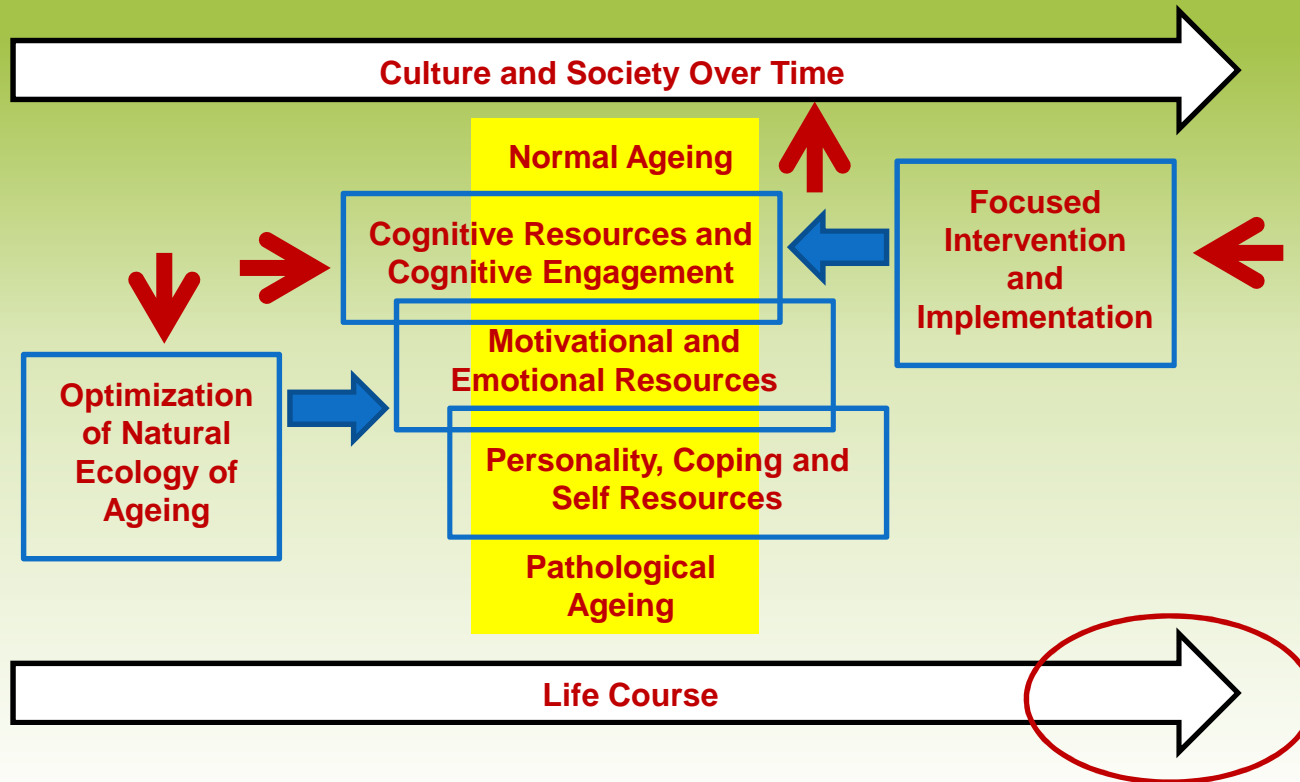 Culture and Society Over Time
Normal Ageing
Cognitive Resources and
Cognitive Engagement
Focused
Intervention
and
Implementation
Motivational and
Emotional Resources
Optimization
of Natural
Ecology of
Ageing
Personality, Coping and
Self Resources
Pathological
Ageing
Life Course